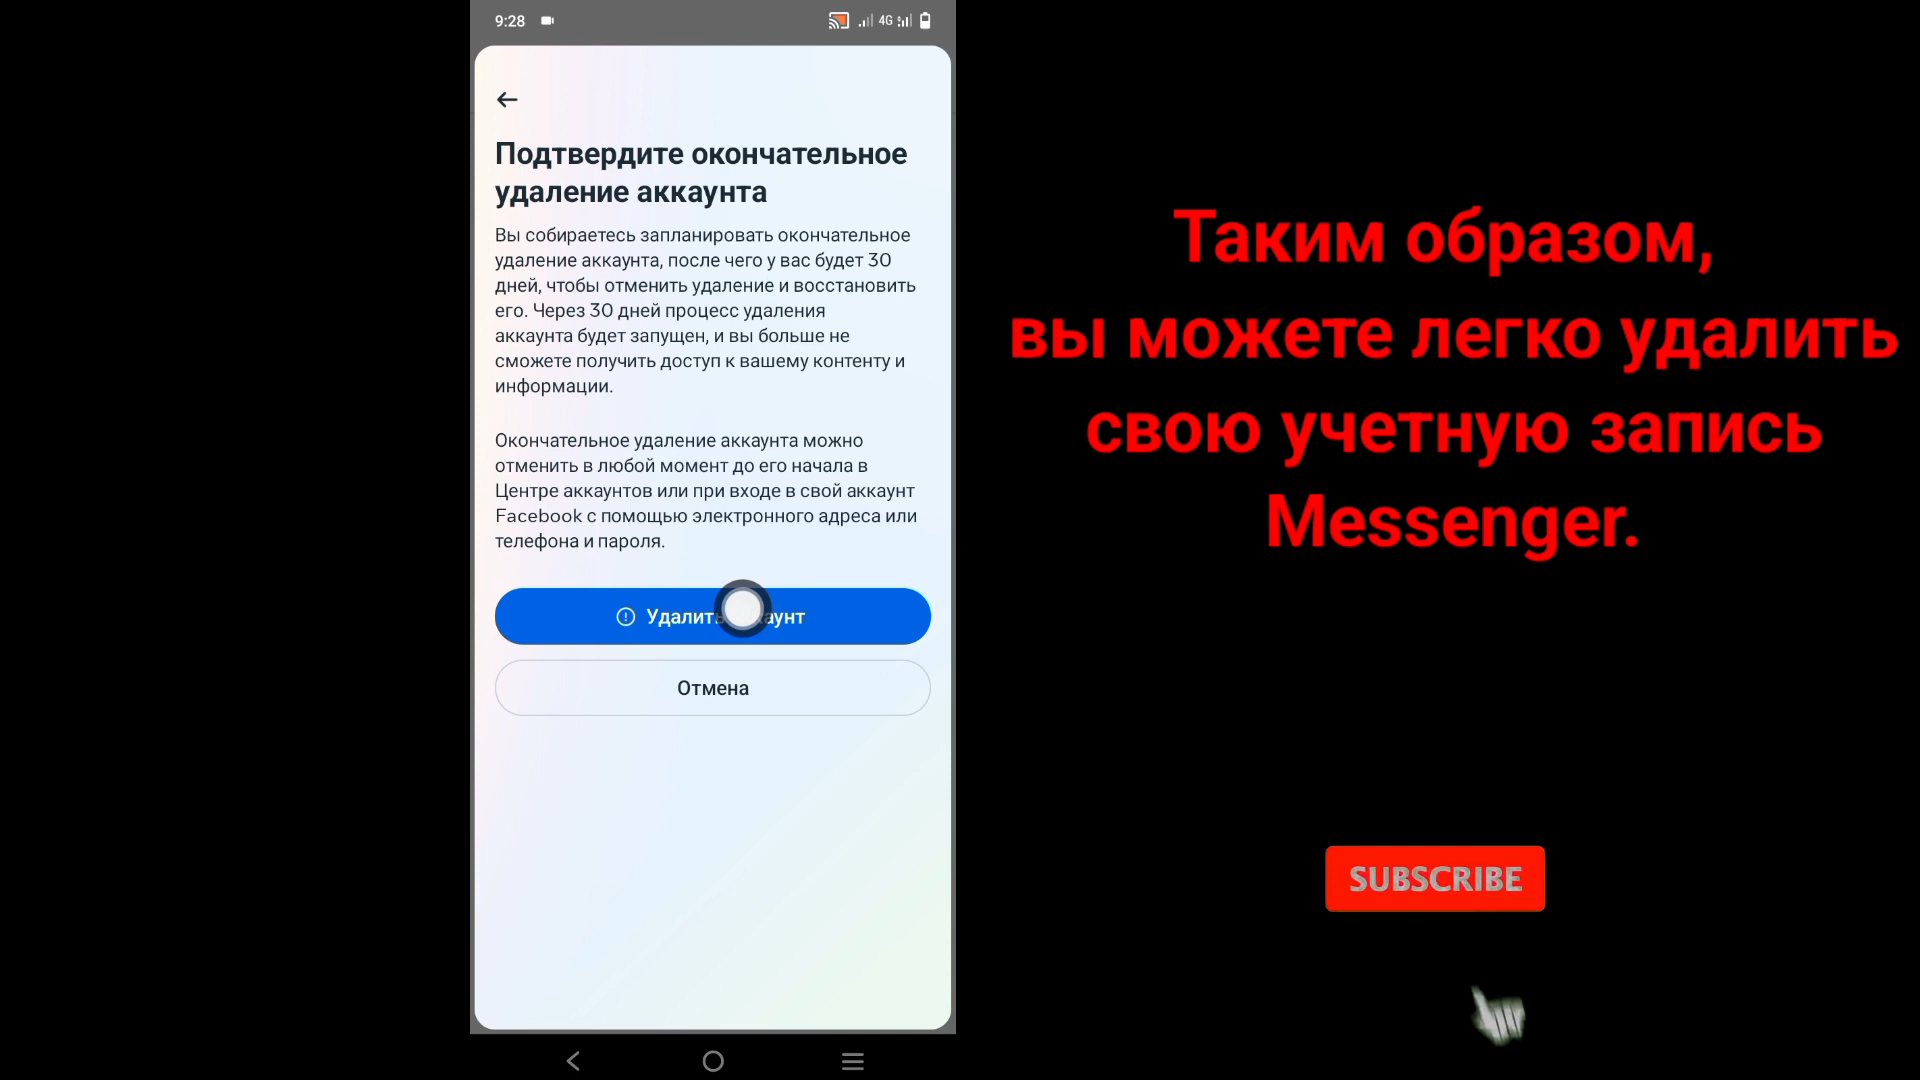 9:28
4G
Подтвердите окончательное
удаление аккаунта
Вы собираетесь запланировать окончательное
удаление аккаунта, после чего у вас будет 30
дней, чтобы отменить удаление и восстановить
его. Через 30 дней процесс удаления
аккаунта будет запущен, и вы больше не
сможете получить доступ к вашему контенту и
информации.
Окончательное удаление аккаунта можно
отменить в любой момент до его начала в
Центре аккаунтов или при входе в свой аккаунт
Facebook с помощью электронного адреса или
телефона и пароля.
Удалить аккаунт
Отмена
Таким образом,
вы можете легко удалить
свою учетную запись
Messenger.
SUBSCRIBE